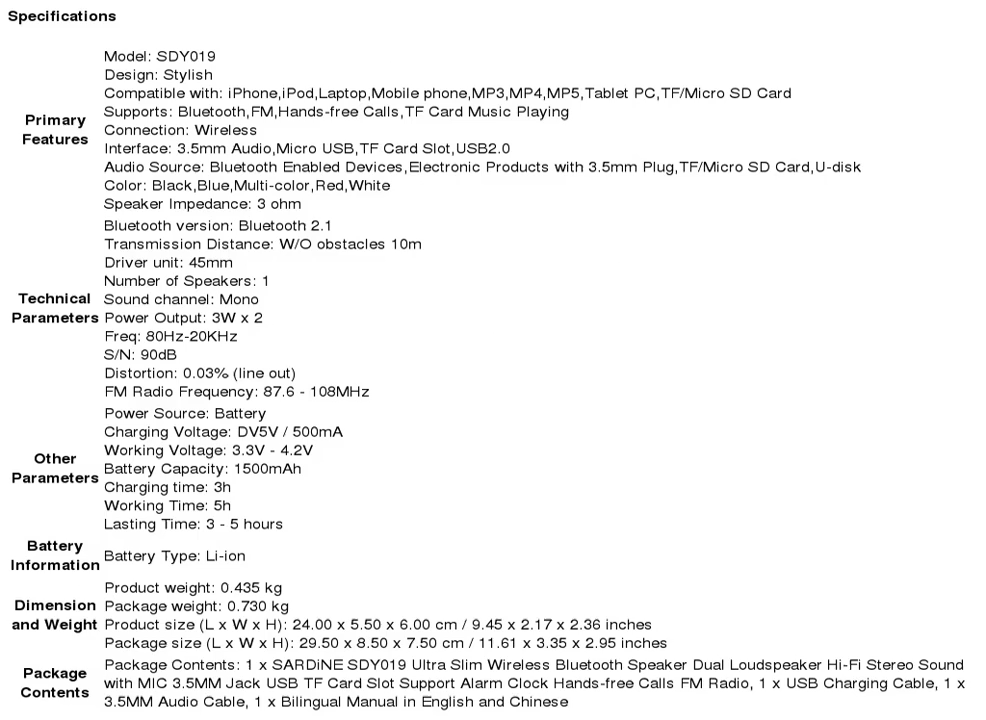 Specifications
Primary
Features
Model: SDY019
Design: Stylish
Compatible with: iPhone,iPod,Laptop,Mobile phone,MP3,MP4,MP5,Tablet PC,TF/Micro SD Card
Supports: Bluetooth,FM,Hands-free Calls,TF Card Music Playing
Connection: Wireless
Interface: 3.5mm Audio,Micro USB,TF Card Slot,USB2.0
Audio Source: Bluetooth Enabled Devices,Electronic Products with 3.5mm Plug,TF/Micro SD Card,U-disk
Color: Black,Blue,Multi-color,Red,White
Speaker Impedance: 3 ohm
Technical
Parameters
Bluetooth version: Bluetooth 2.1
Transmission Distance: W/O obstacles 10m
Driver unit: 45mm
Number of Speakers: 1
Sound channel: Mono
Power Output: 3W x 2
Freq: 80Hz-20KHz
S/N: 90dB
Distortion: 0.03% (line out)
FM Radio Frequency: 87.6 - 108MHz
Other
Parameters
Power Source: Battery
Charging Voltage: DV5V / 500mA
Working Voltage: 3.3V - 4.2V
Battery Capacity: 1500mAh
Charging time: 3h
Working Time: 5h
Lasting Time: 3 - 5 hours
Battery
Information
Battery Type: Li-ion
Dimension
and Weight
Product weight: 0.435 kg
Package weight: 0.730 kg
Product size (L x W x H): 24.00 x 5.50 x 6.00 cm / 9.45 x 2.17 x 2.36 inches
Package size (L x W x H): 29.50 x 8.50 x 7.50 cm / 11.61 x 3.35 x 2.95 inches
Package
Contents
Package Contents: 1 x SARDiNE SDY019 Ultra Slim Wireless Bluetooth Speaker Dual Loudspeaker Hi-Fi Stereo Sound
with MIC 3.5MM Jack USB TF Card Slot Support Alarm Clock Hands-free Calls FM Radio, 1 x USB Charging Cable, 1 x
3.5MM Audio Cable, 1 x Bilingual Manual in English and Chinese